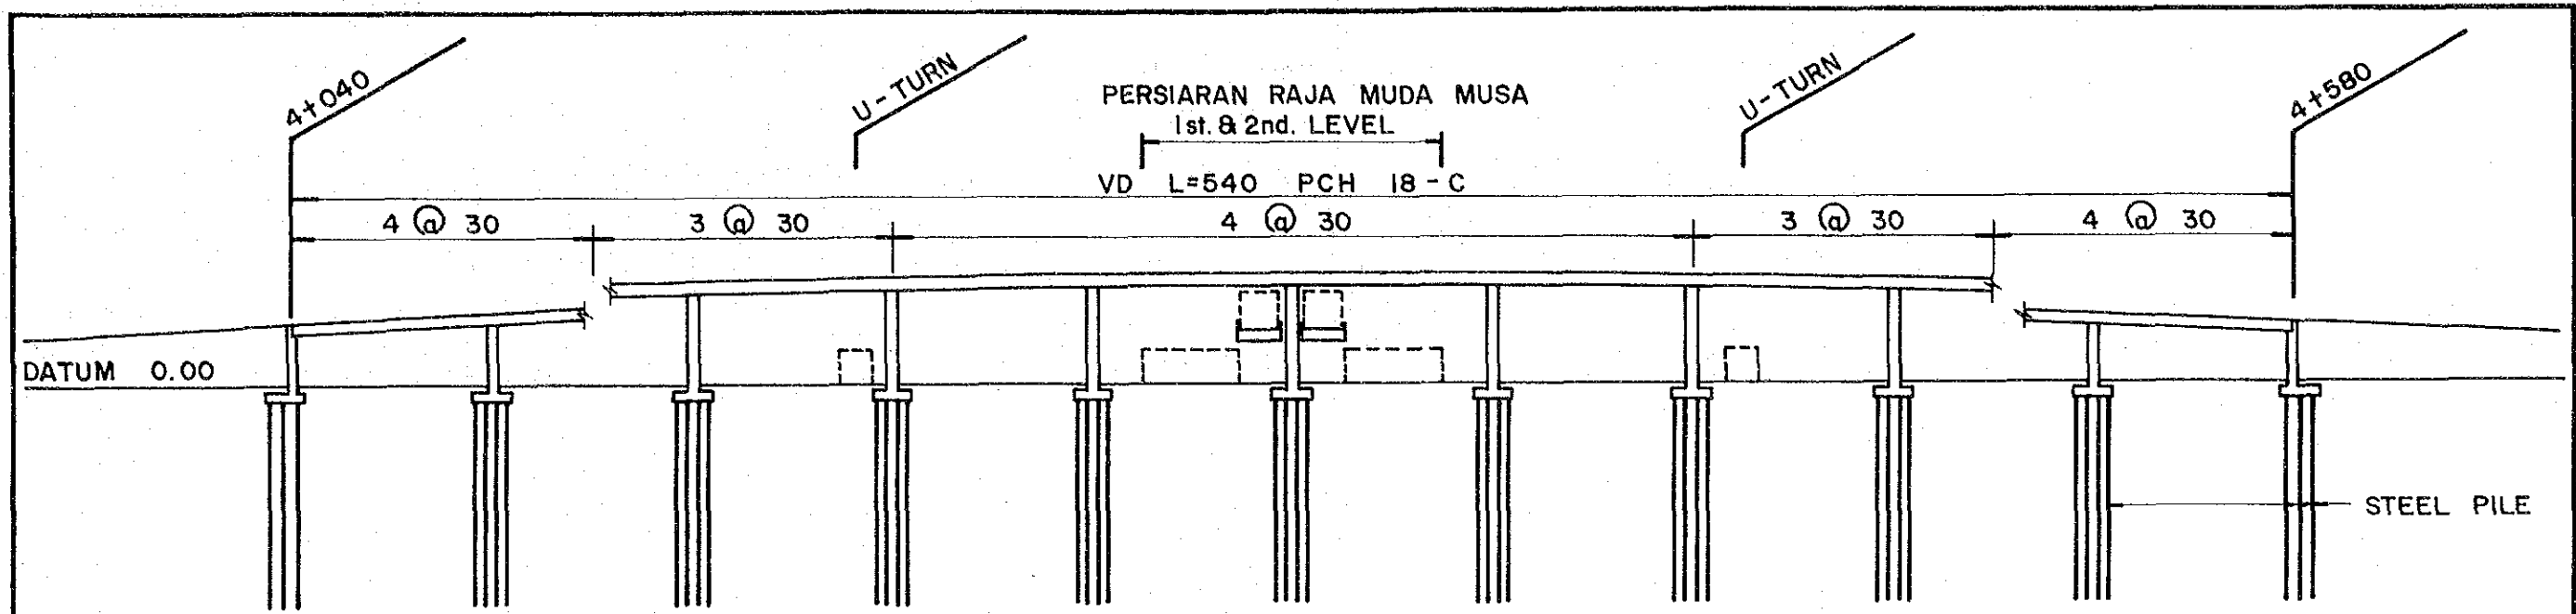 4+040
U-TURN
PERSIARAN RAJA MUDA MUSA
1st. & 2nd. LEVEL
U-TURN
4+580
VD L=540 PCH 18-C
4 @ 30
3 @ 30
4 @ 30
3 @ 30
4 @ 30
DATUM 0.00
STEEL PILE